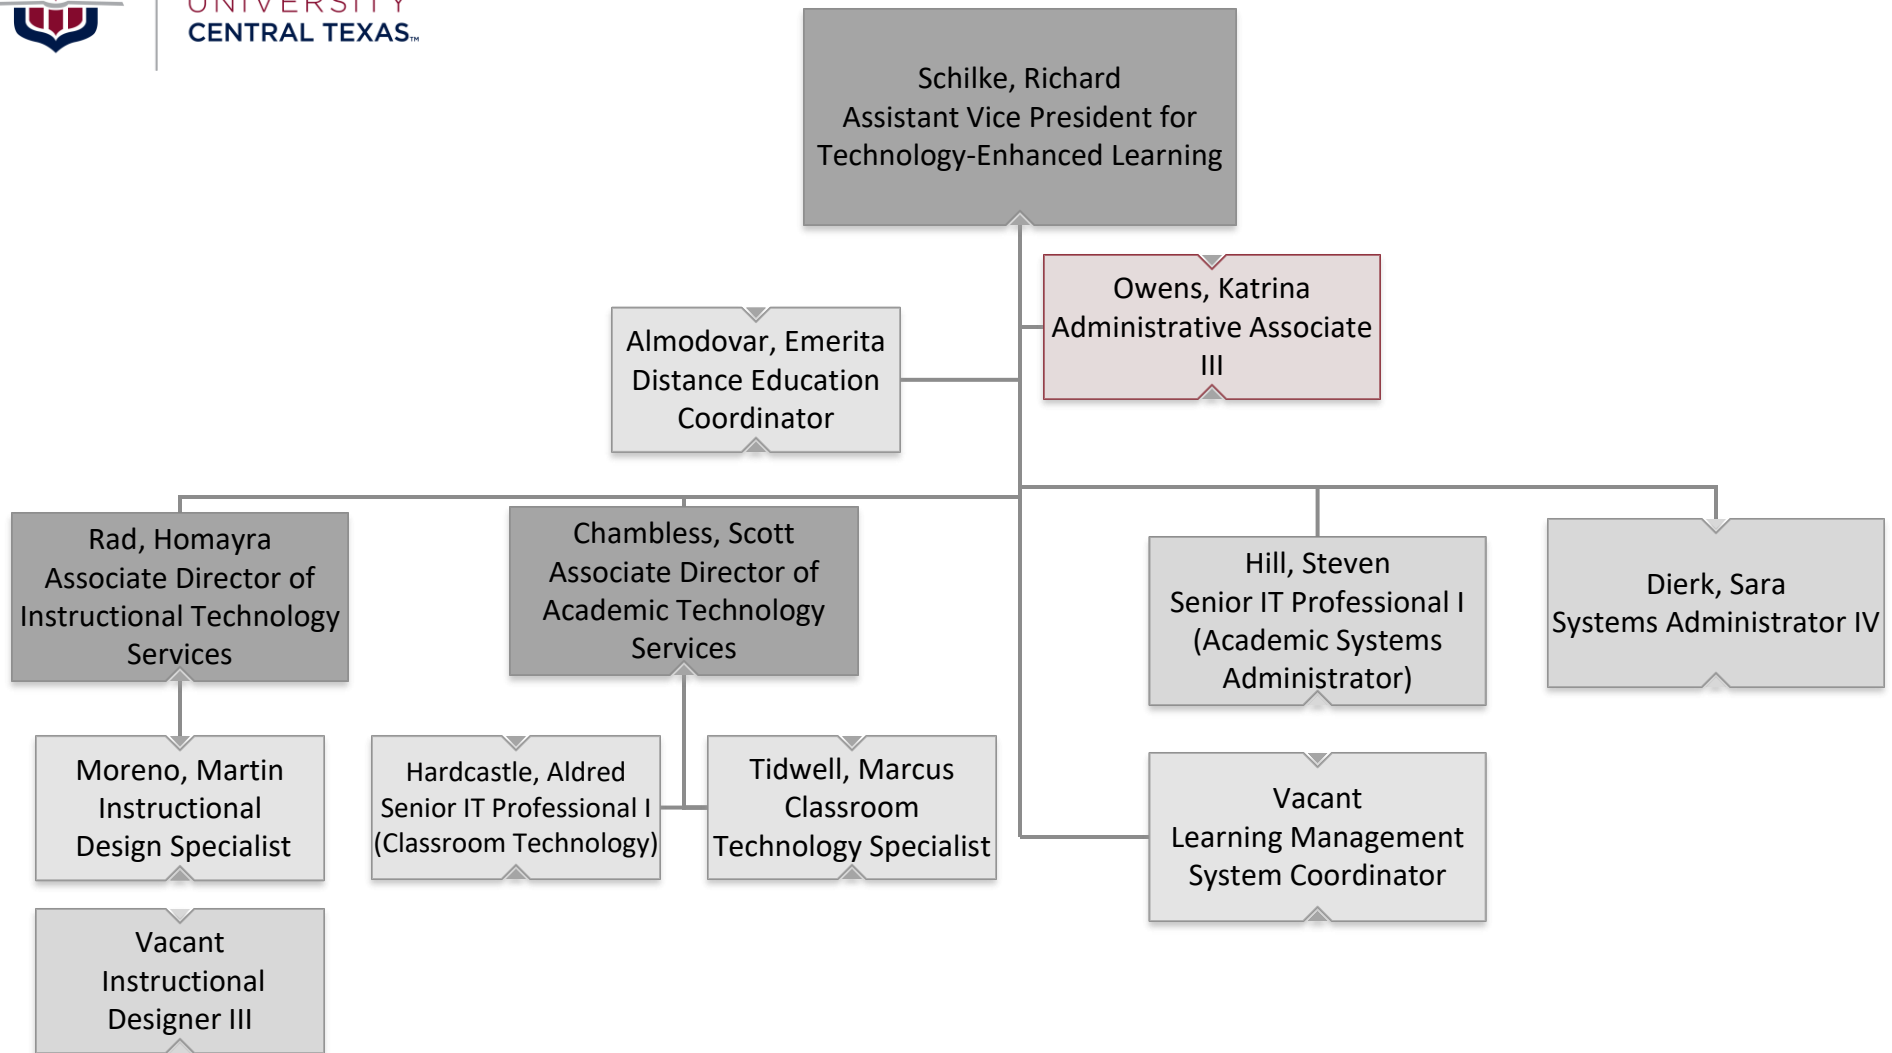 UNIVERSITY
CENTRAL TEXAS™
Schilke, Richard
Assistant Vice President for
Technology-Enhanced Learning
Owens, Katrina
Administrative Associate
III
Almodovar, Emerita
Distance Education
Coordinator
Rad, Homayra
Associate Director of
Instructional Technology
Services
Chambless, Scott
Associate Director of
Academic Technology
Services
Hill, Steven
Senior IT Professional I
(Academic Systems
Administrator)
Dierk, Sara
Systems Administrator IV
Moreno, Martin
Instructional
Design Specialist
Hardcastle, Aldred
Senior IT Professional I
(Classroom Technology)
Tidwell, Marcus
Classroom
Technology Specialist
Vacant
Learning Management
System Coordinator
Vacant
Instructional
Designer III